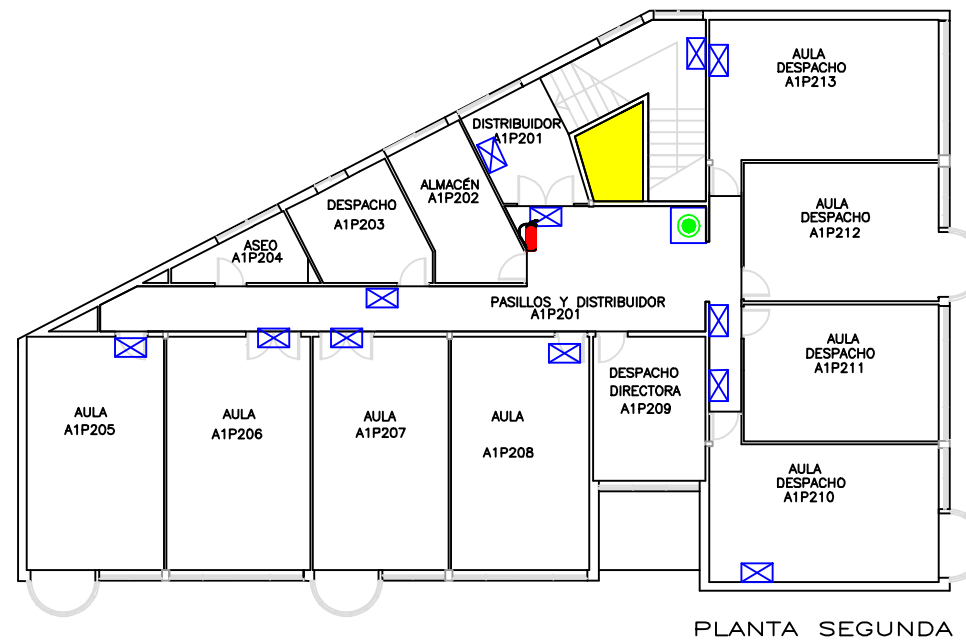 AULA
DESPACHO
A1P213
DISTRIBUIDOR
A1P201
ALMACÉN
A1P202
DESPACHO
A1P203
ASEO
A1P204
AULA
DESPACHO
A1P212
PASILLOS Y DISTRIBUIDOR
A1P201
AULA
DESPACHO
A1P211
DESPACHO
DIRECTORA
A1P209
AULA
A1P205
AULA
A1P206
AULA
A1P207
AULA
A1P208
AULA
DESPACHO
A1P210
PLANTA SEGUNDA